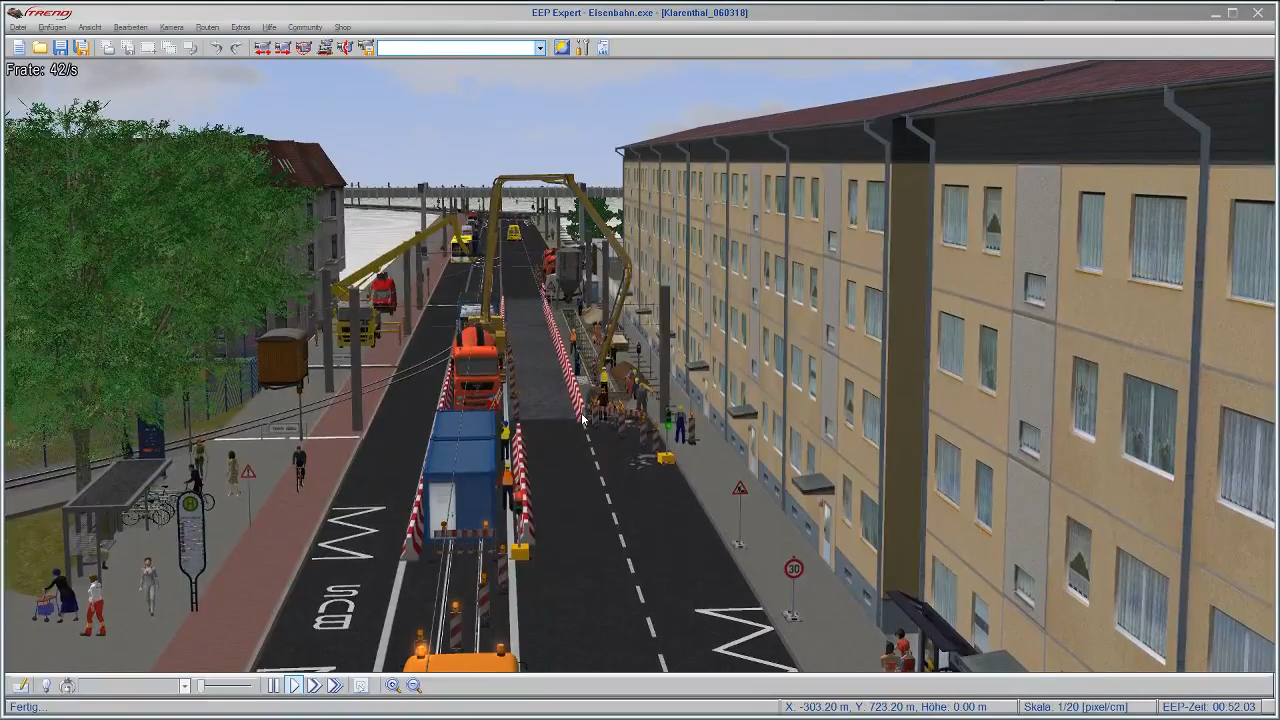 TREND
EEP Expert - Eisenbahn.exe - [Klarenthal_060318]
Datei Einfügen Ansicht Bearbeiten Kamera Routen Extras Hilfe Community Shop
Frate: 42/s
H
30
BUS
Fertig...
X: -303.20 m, Y: 723.20 m, Höhe: 0.00 m
Skala: 1/20 [pixel/cm]
EEP-Zeit: 00.52.03